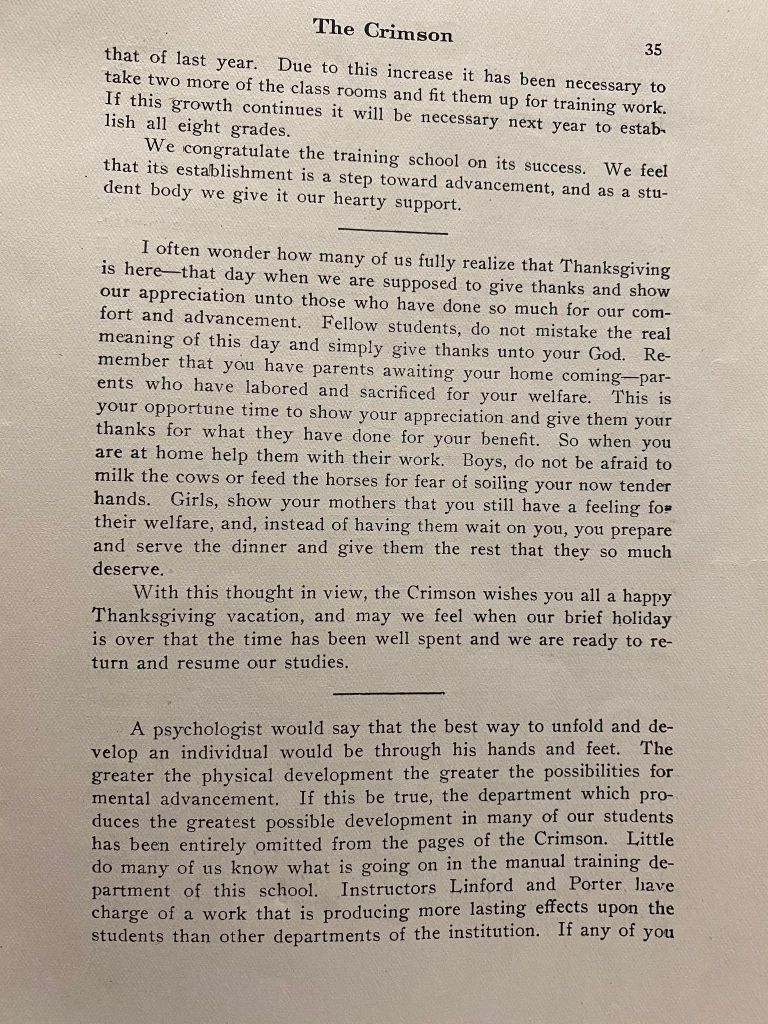 The Crimson
35
that of last year. Due to this increase it has been necessary to
take two more of the class rooms and fit them up for training work.
If this growth continues it will be necessary next year to estab-
lish all eight grades.
We congratulate the training school on its success. We feel
that its establishment is a step toward advancement, and as a stu-
dent body we give it our hearty support.
I often wonder how many of us fully realize that Thanksgiving
is here—that day when we are supposed to give thanks and show
our appreciation unto those who have done so much for our com-
fort and advancement. Fellow students, do not mistake the real
meaning of this day and simply give thanks unto your God. Re-
member that you have parents awaiting your home coming—par-
ents who have labored and sacrificed for your welfare. This is
your opportune time to show your appreciation and give them your
thanks for what they have done for your benefit. So when you
are at home help them with their work. Boys, do not be afraid to
milk the cows or feed the horses for fear of soiling your now tender
hands. Girls, show your mothers that you still have a feeling for
their welfare, and, instead of having them wait on you, you prepare
and serve the dinner and give them the rest that they so much
deserve.
With this thought in view, the Crimson wishes you all a happy
Thanksgiving vacation, and may we feel when our brief holiday
is over that the time has been well spent and we are ready to re-
turn and resume our studies.
A psychologist would say that the best way to unfold and de-
velop an individual would be through his hands and feet. The
greater the physical development the greater the possibilities for
mental advancement. If this be true, the department which pro-
duces the greatest possible development in many of our students
has been entirely omitted from the pages of the Crimson. Little
do many of us know what is going on in the manual training de-
partment of this school. Instructors Linford and Porter have
charge of a work that is producing more lasting effects upon the
students than other departments of the institution. If any of you